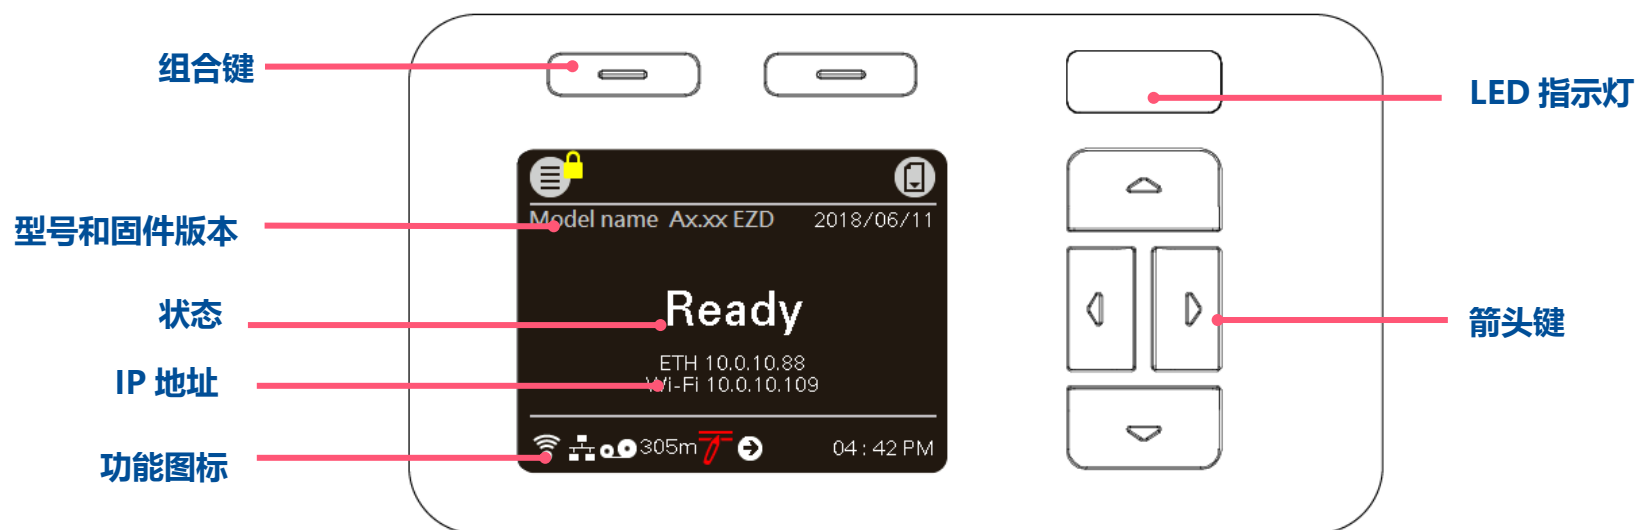 组合键
LED 指示灯
型号和固件版本
Model name Ax.xx EZD 2018/06/11
状态
Ready
箭头键
IP 地址
ETH 10.0.10.88
Wi-Fi 10.0.10.109
功能图标
305m
04 : 42 PM